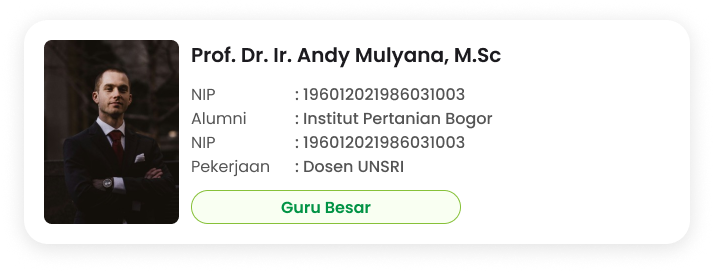 Prof. Dr. Ir. Andy Mulyana, M.Sc
NIP : 196012021986031003
Alumni : Institut Pertanian Bogor
NIP : 196012021986031003
Pekerjaan : Dosen UNSRI
Guru Besar